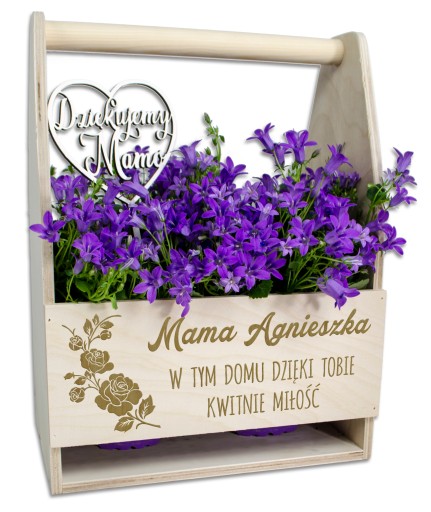 Dziękujemy
Mamo
Mama Agnieszka
W TYM DOMU DZIĘKI TOBIE
KWITNIE MIŁOŚĆ